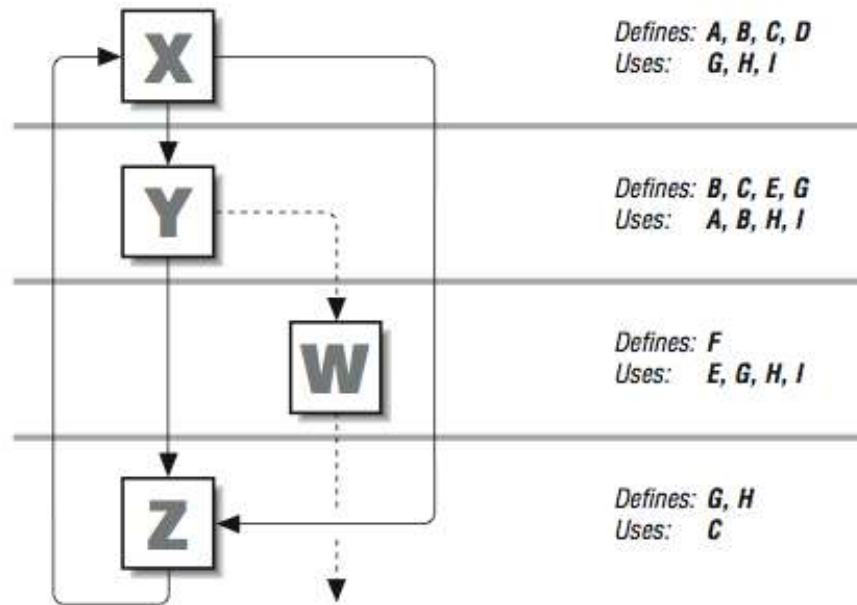 X
Defines: A, B, C, D
Uses: G, H, I
Y
Defines: B, C, E, G
Uses: A, B, H, I
W
Defines: F
Uses: E, G, H, I
Z
Defines: G, H
Uses: C